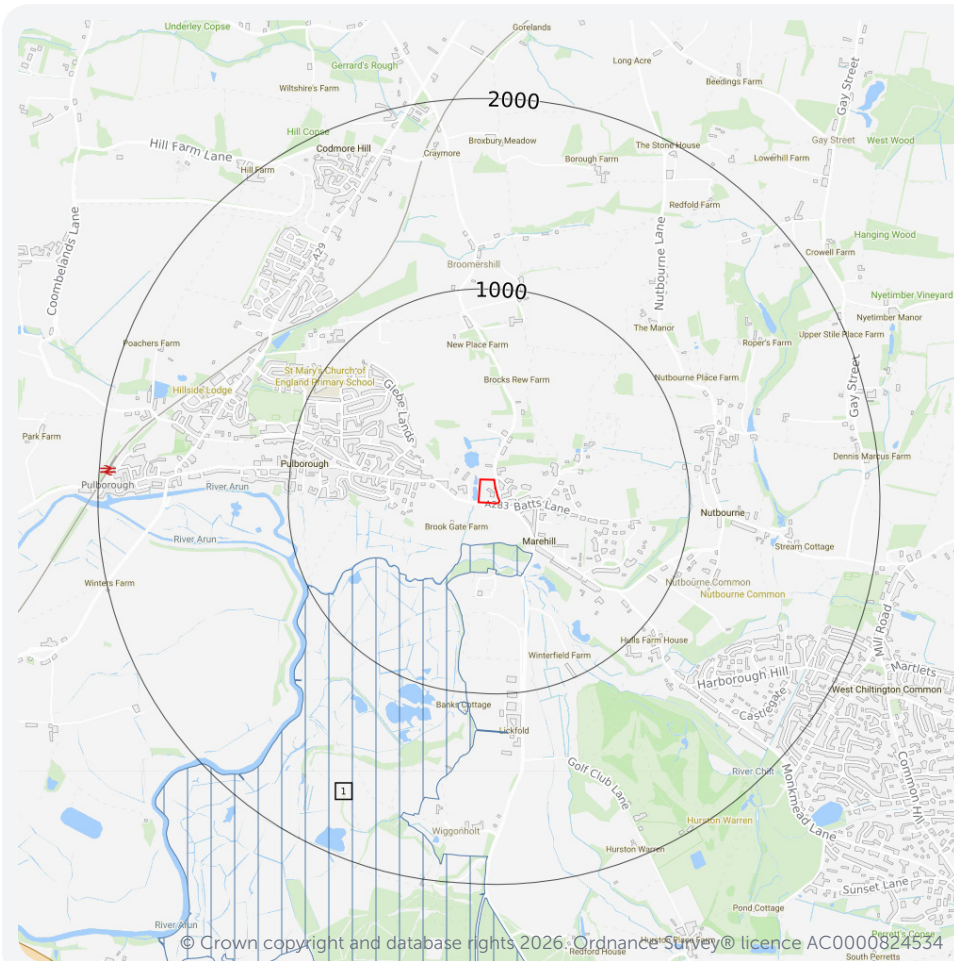 Underley Copse
Gorelands
Long Acre
Gerrard's Rough
Beedings Farm
Gay Street
Wiltshire's Farm
2000
Hill Copse
Broxbury Meadow
The Stone House
Gay Street
West Wood
Codmore Hill
Craymore
Hill Farm Lane
Borough Farm
Lowerhill Farm
Hill Farm
Redfold Farm
Coombelands Lane
A29
Nutbourne Lane
Hanging Wood
Crowell Farm
Broomershill
1000
Nyetimber Vineyard
Nyetimber Manor
The Manor
Upper Stile Place Farm
Poachers Farm
New Place Farm
Roper's Farm
St Mary's Church of
England Primary School
Glebe Lands
Brocks Rew Farm
Nutbourne Place Farm
Gay Street
Hillside Lodge
Park Farm
Dennis Marcus Farm
Pulborough
Pulborough
River Arun
A283
Batts Lane
Nutbourne
Brook Gate Farm
River Arun
Marehill
Stream Cottage
Winters Farm
Nutbourne Common
Nutbourne Common
Mill Road
Hulls Farm House
Winterfield Farm
Martlets
Harborough Hill
West Chiltington Common
Castlegate
Banks Cottage
Lickfold
Golf Club Lane
River Chilt
Monkmead Lane
Common Hill
1
Hurston Warren
Wiggonholt
Hurston Warren
Sunset Lane
Pond Cottage
River Arun
Perrett's Copse
Hurston Place Farm
Redford House
South Perretts
© Crown copyright and database rights 2026. Ordnance Survey® licence AC0000824534